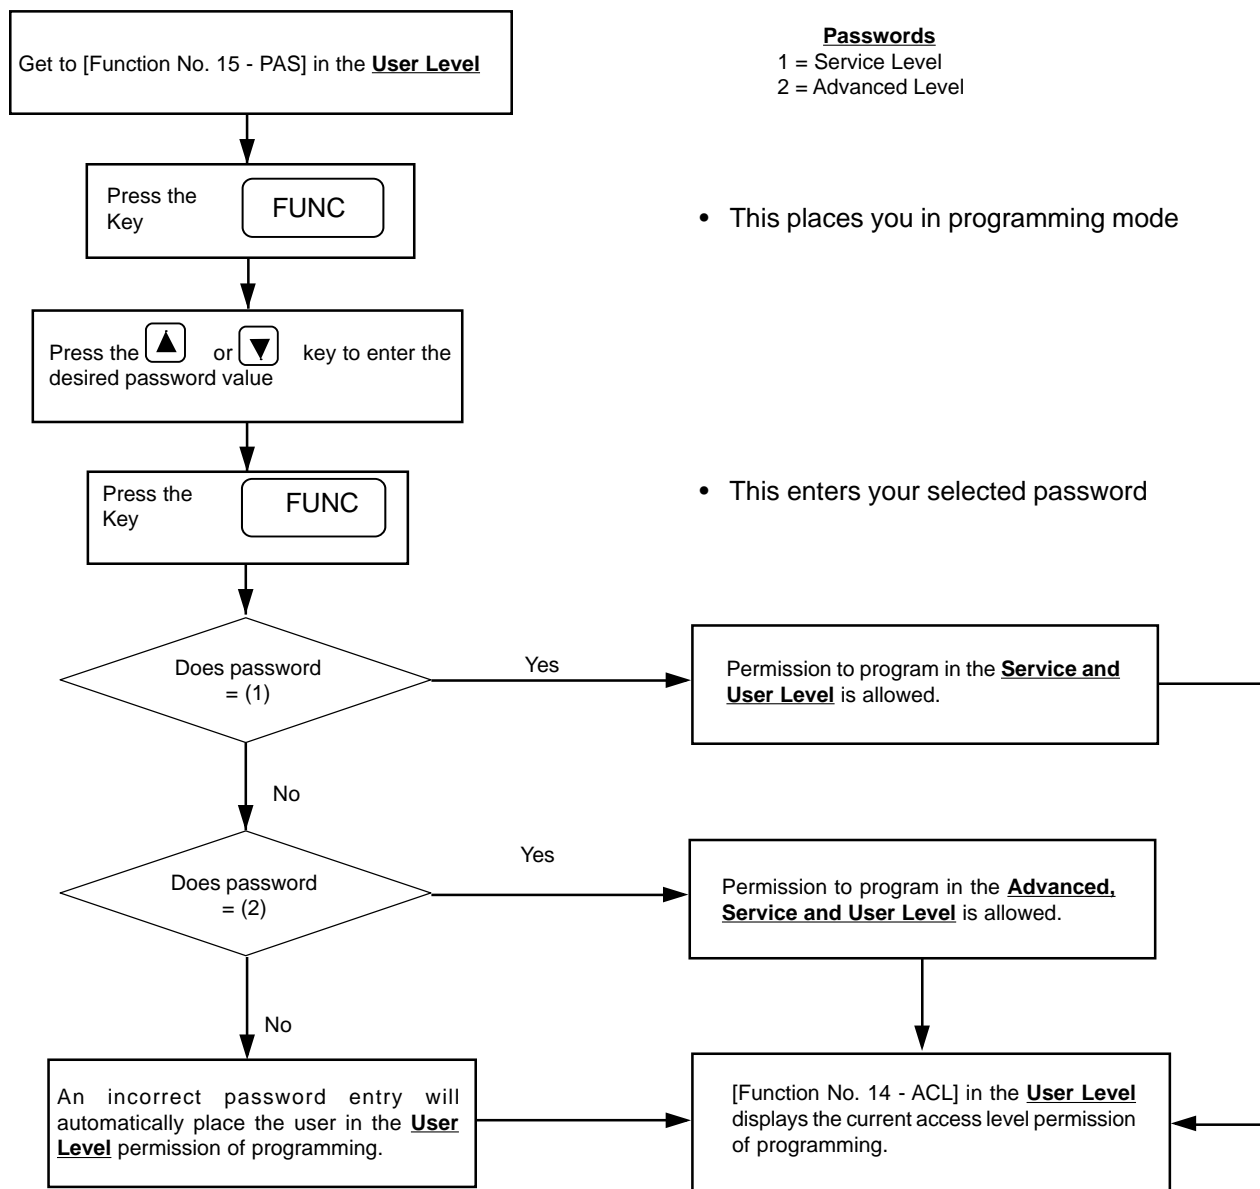 Get to [Function No. 15 - PAS] in the User Level
Passwords
1 = Service Level
2 = Advanced Level
Press the
Key
FUNC
• This places you in programming mode
Press the ▲ or ▼ key to enter the
desired password value
Press the
Key
FUNC
• This enters your selected password
Does password
= (1)
Yes
Permission to program in the Service and
User Level is allowed.
No
Does password
= (2)
Yes
Permission to program in the Advanced,
Service and User Level is allowed.
No
An incorrect password entry will
automatically place the user in the User
Level permission of programming.
[Function No. 14 - ACL] in the User Level
displays the current access level permission
of programming.